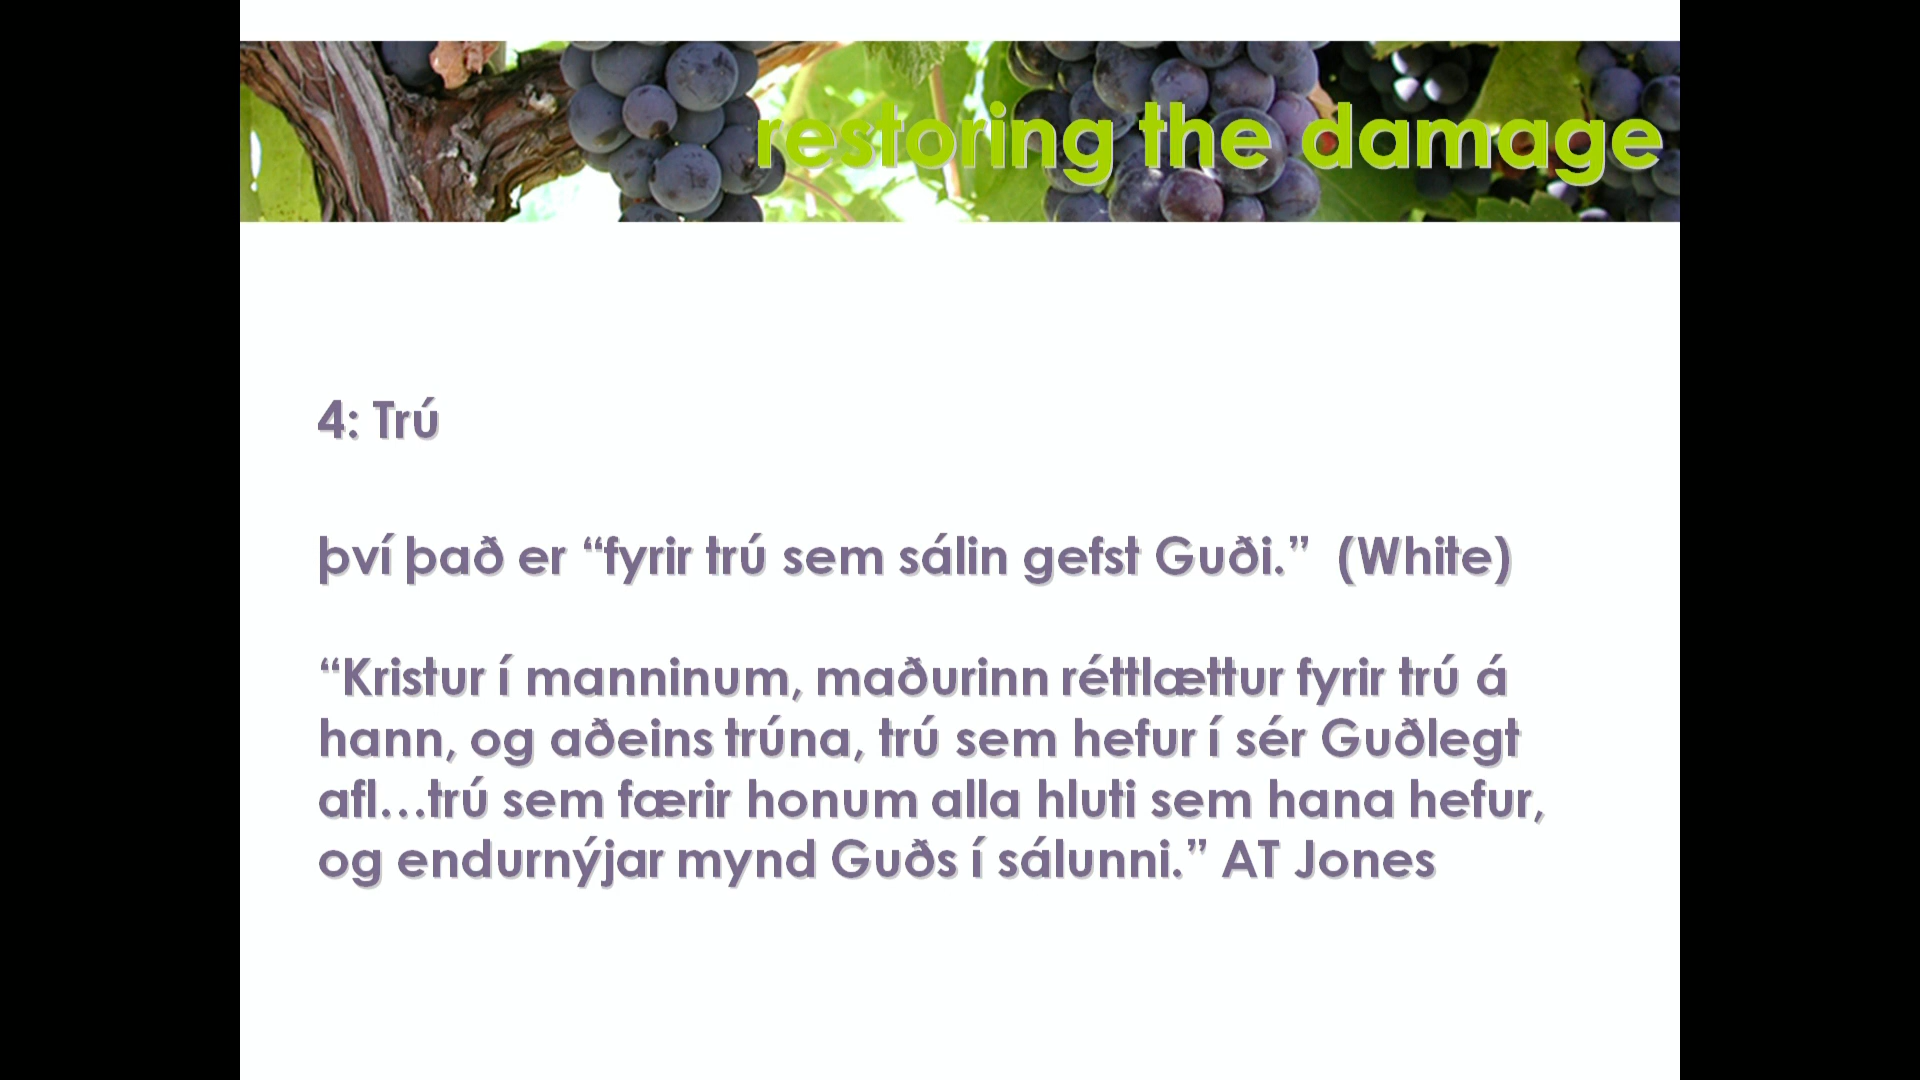 restoring the damage
4: Trú
því það er “fyrir trú sem sálin gefst Guði.” (White)
“Kristur í manninum, maðurinn réttlættur fyrir trú á
hann, og aðeins trúna, trú sem hefur í sér Guðlegt
afl…trú sem færir honum alla hluti sem hana hefur,
og endurnýjar mynd Guðs í sálunni.” AT Jones